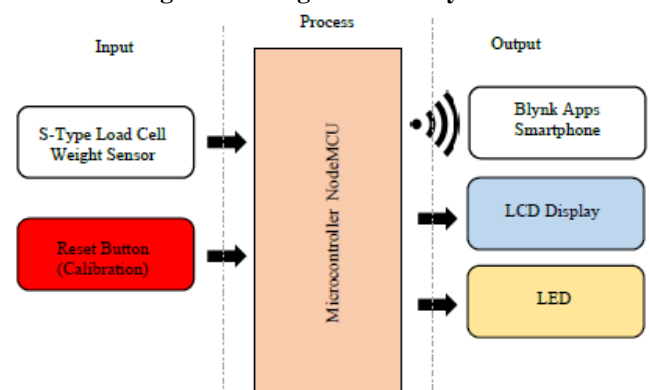 Process
Input
Output
S-Type Load Cell
Weight Sensor
Reset Button
(Calibration)
Microcontroller NodeMCU
Blynk Apps
Smartphone
LCD Display
LED